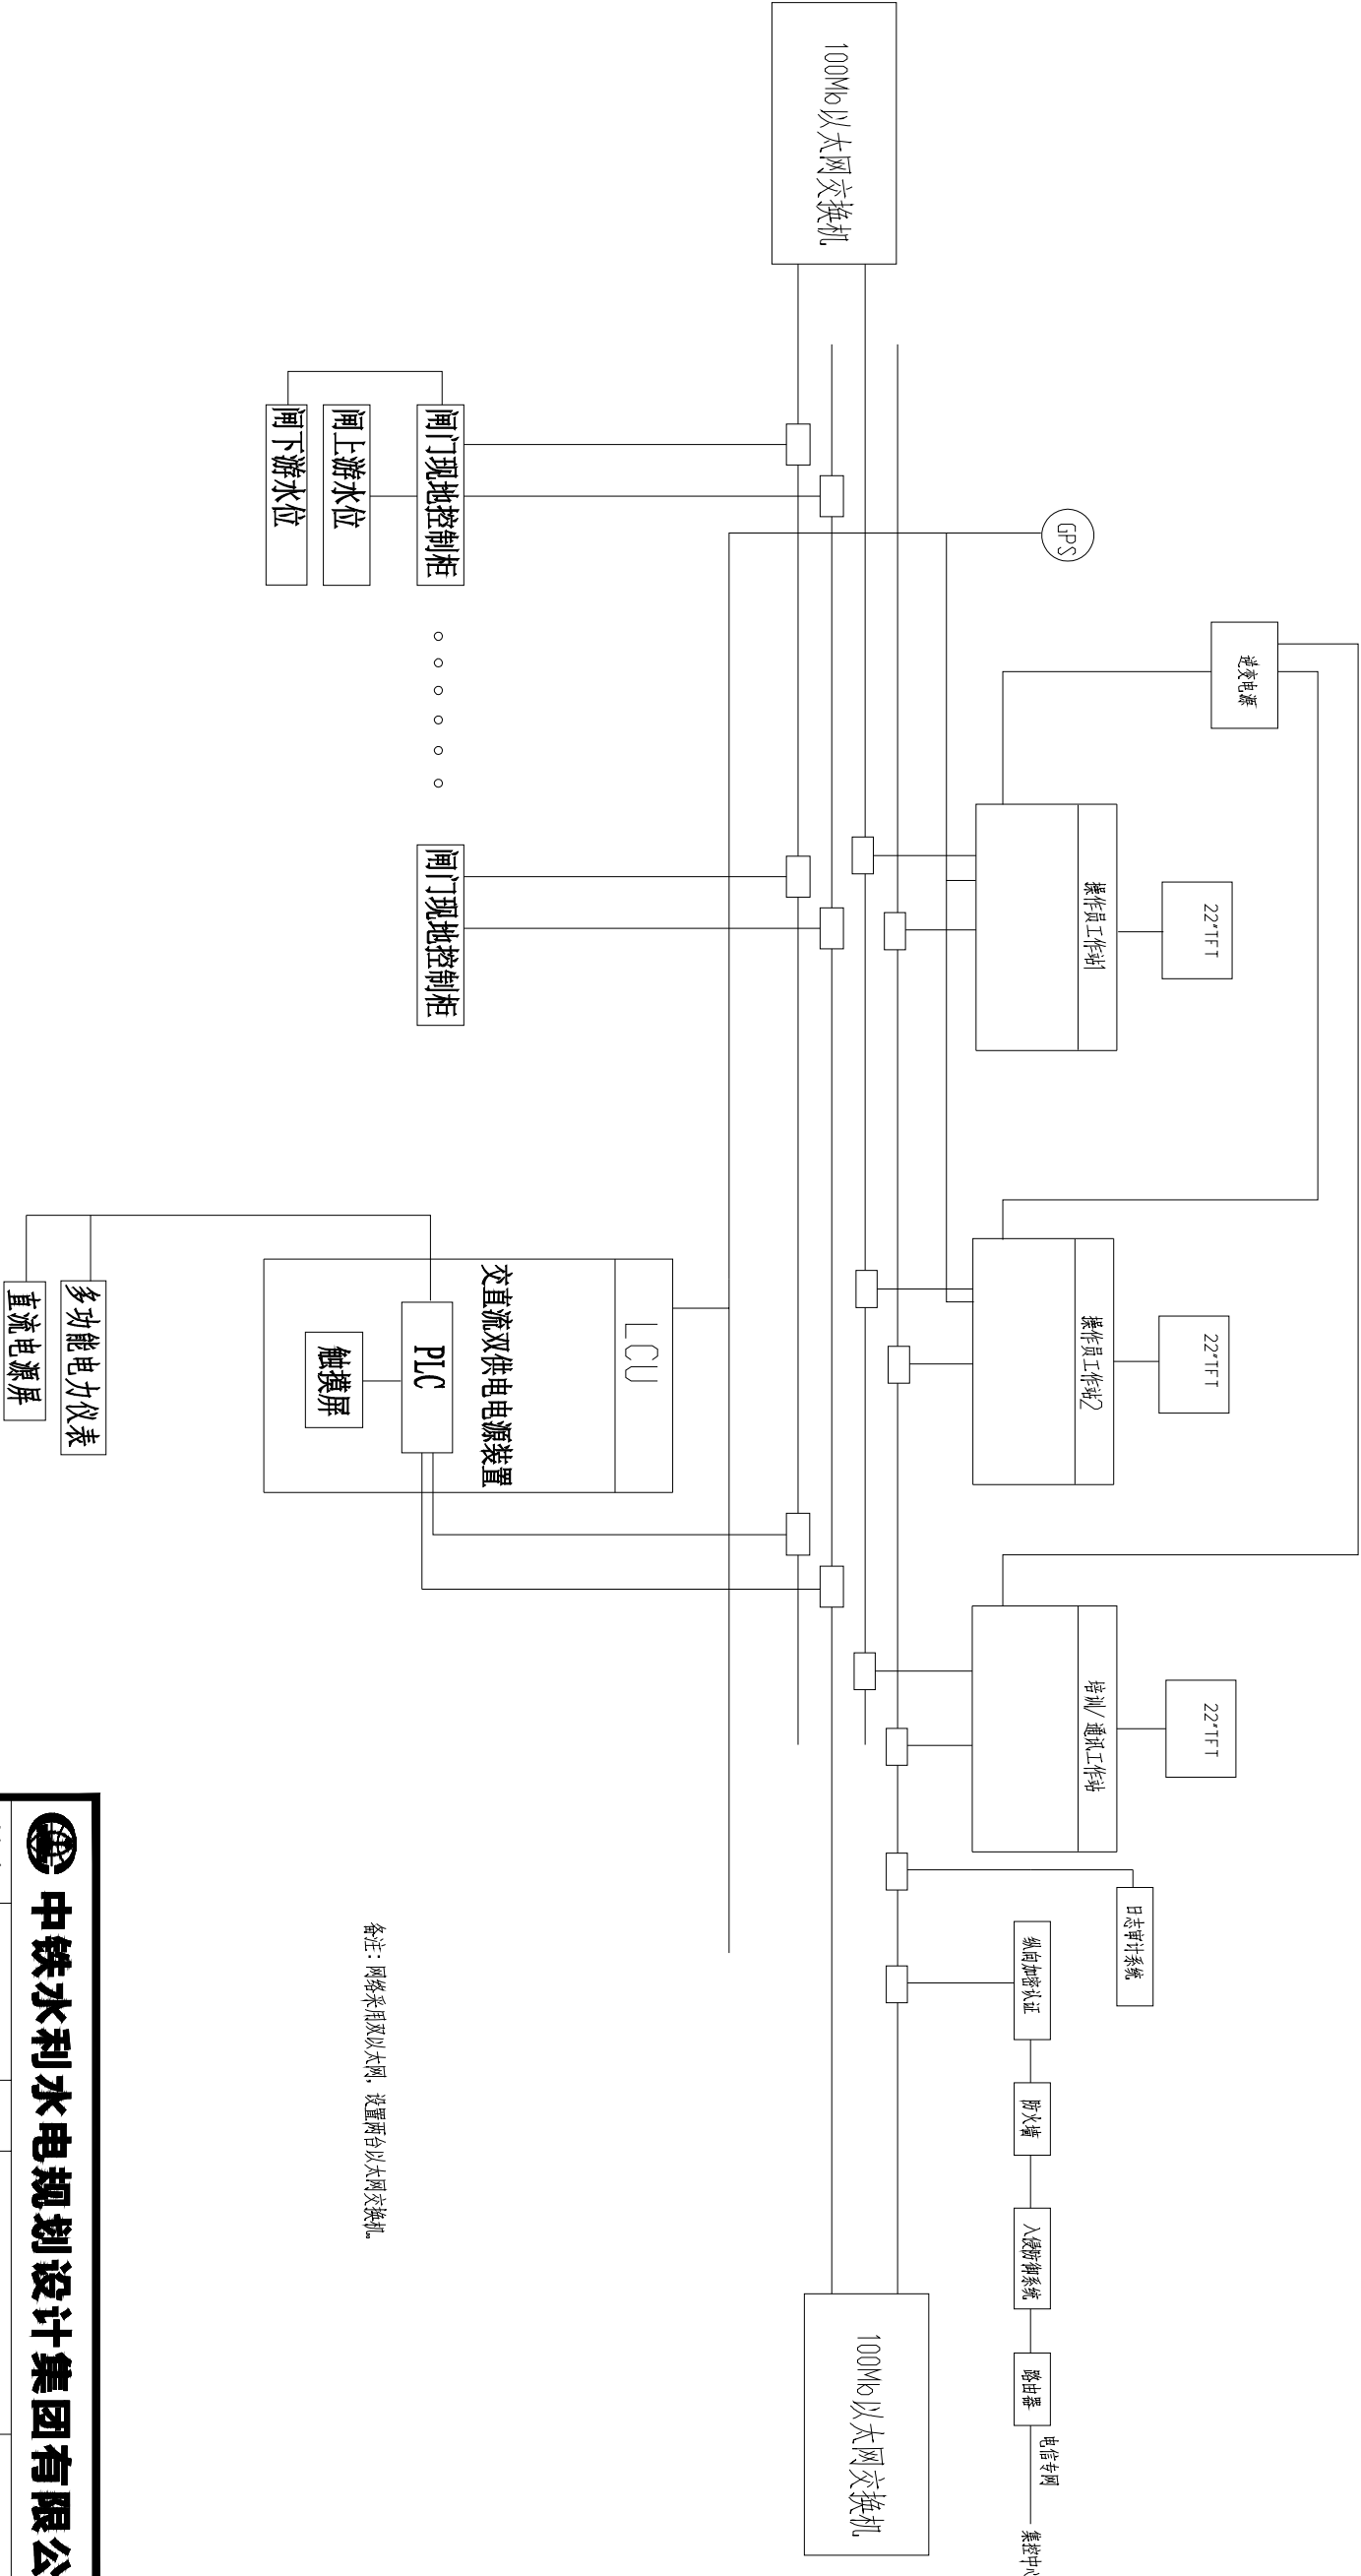 22"TFT
22"TFT
22"TFT
逆变电源
操作员工作站1
操作员工作站2
培训/通讯工作站
日志审计系统
GPS
纵向加密认证
防火墙
入侵防御系统
路由器
电信专网
集控中心
100Mb以太网交换机
100Mb以太网交换机
LCU
交直流双供电电源装置
PLC
触摸屏
闸门现地控制柜
闸门现地控制柜
闸上游水位
闸下游水位
多功能电力仪表
直流电源屏
备注：网络采用双以太网，设置两台以太网交换机。
中铁水利水电规划设计集团有限公